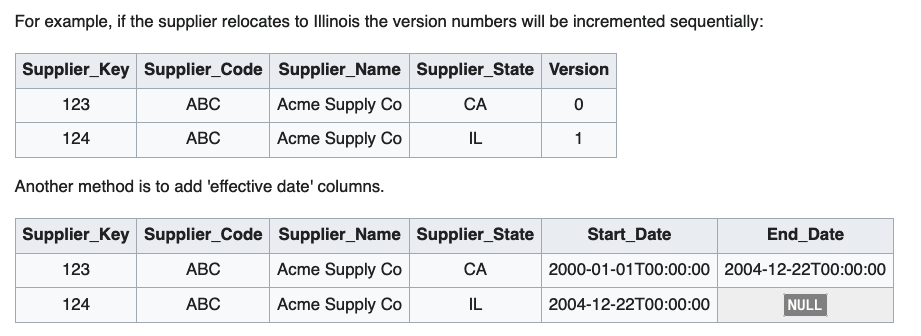 For example, if the supplier relocates to Illinois the version numbers will be incremented sequentially:
Supplier_Key Supplier_Code Supplier_Name Supplier_State Version
123 ABC Acme Supply Co CA 0
124 ABC Acme Supply Co IL 1
Another method is to add 'effective date' columns.
Supplier_Key Supplier_Code Supplier_Name Supplier_State Start_Date End_Date
123 ABC Acme Supply Co CA 2000-01-01T00:00:00 2004-12-22T00:00:00
124 ABC Acme Supply Co IL 2004-12-22T00:00:00 NULL